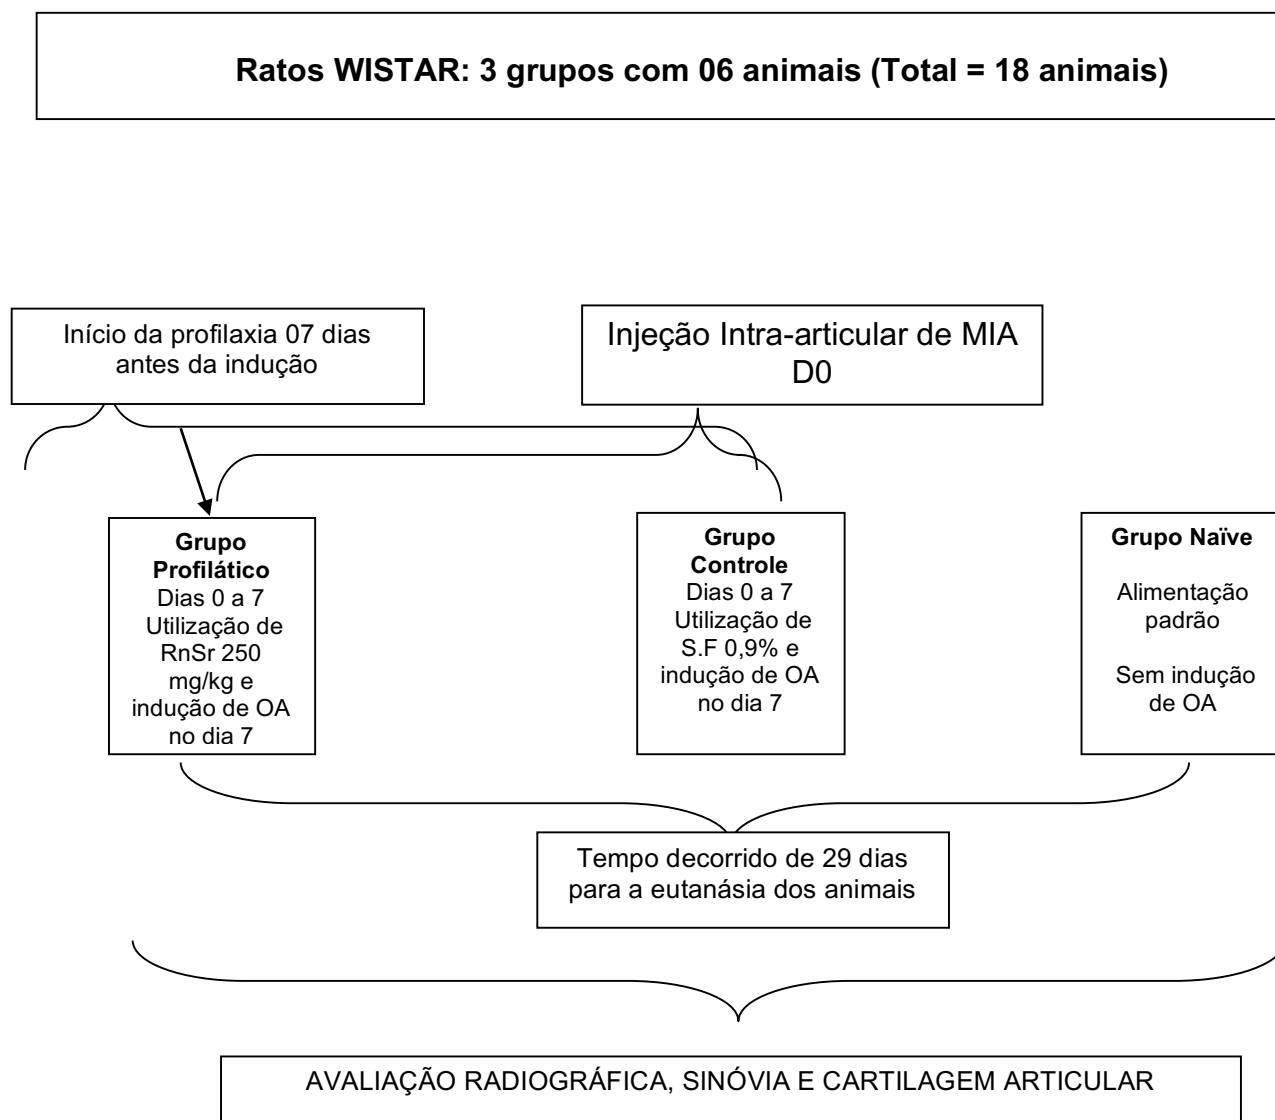 Ratos WISTAR: 3 grupos com 06 animais (Total = 18 animais)
Início da profilaxia 07 dias
antes da indução
Injeção Intra-articular de MIA
D0
Grupo
Profilático
Dias 0 a 7
Utilização de
RnSr 250
mg/kg e
indução de OA
no dia 7
Grupo
Controle
Dias 0 a 7
Utilização de
S.F 0,9% e
indução de OA
no dia 7
Grupo Naïve
Alimentação
padrão
Sem indução
de OA
Tempo decorrido de 29 dias
para a eutanásia dos animais
AVALIAÇÃO RADIOGRÁFICA, SINÓVIA E CARTILAGEM ARTICULAR